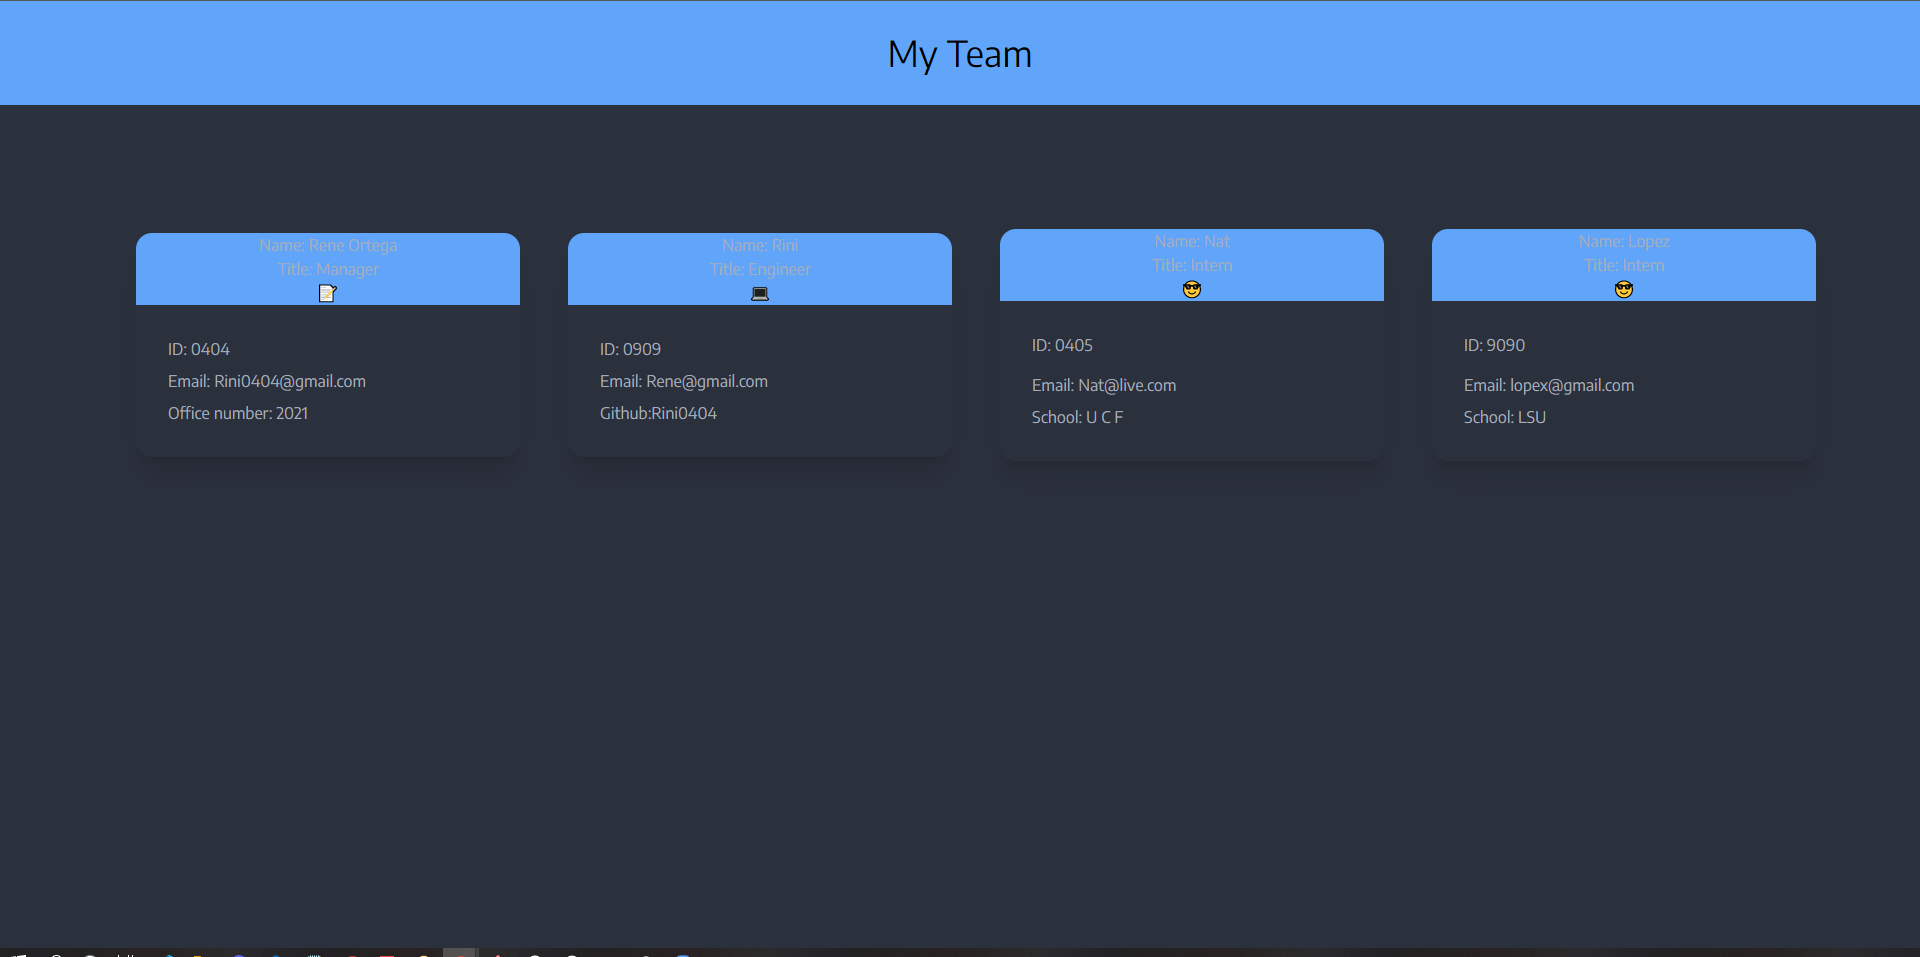 My Team
Name: Rene Ortega
Title: Manager
ID: 0404
Email: Rini0404@gmail.com
Office number: 2021
Name: Rini
Title: Engineer
ID: 0909
Email: Rene@gmail.com
Github:Rini0404
Name: Nat
Title: Intern
ID: 0405
Email: Nat@live.com
School: U C F
Name: Lopez
Title: Intern
ID: 9090
Email: lopex@gmail.com
School: LSU